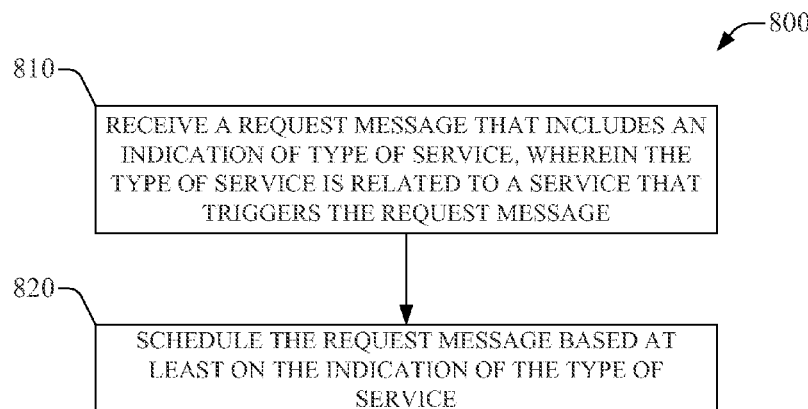 800
810
RECEIVE A REQUEST MESSAGE THAT INCLUDES AN
INDICATION OF TYPE OF SERVICE, WHEREIN THE
TYPE OF SERVICE IS RELATED TO A SERVICE THAT
TRIGGERS THE REQUEST MESSAGE
820
SCHEDULE THE REQUEST MESSAGE BASED AT
LEAST ON THE INDICATION OF THE TYPE OF
SERVICE